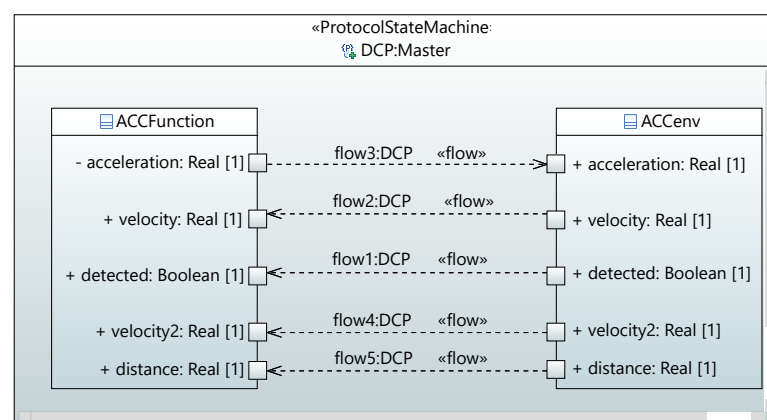 «ProtocolStateMachine»
DCP:Master
ACCFunction
ACCenv
- acceleration: Real [1]
flow3:DCP «flow»
+ acceleration: Real [1]
+ velocity: Real [1]
flow2:DCP «flow»
+ velocity: Real [1]
+ detected: Boolean [1]
flow1:DCP «flow»
+ detected: Boolean [1]
+ velocity2: Real [1]
flow4:DCP «flow»
+ velocity2: Real [1]
+ distance: Real [1]
flow5:DCP «flow»
+ distance: Real [1]